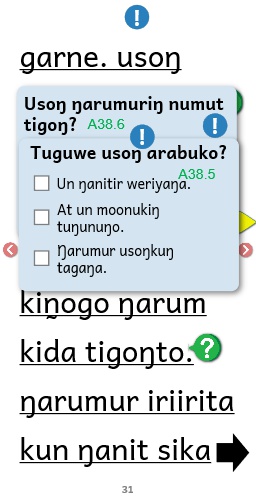 garne. usoŋ
Usoŋ ŋarumuriŋ numut
tigoŋ? A38.6
Tuguwe usoŋ arabuko?
A38.5
Un ŋanitir weriyaŋa.
At un moonukiŋ
tuŋunuŋo.
Ŋarumur usoŋkuŋ
tagaŋa.
kiŋogo ŋarum
kida tigoŋto.
ŋarumur iriirita
kun ŋanit sika
31